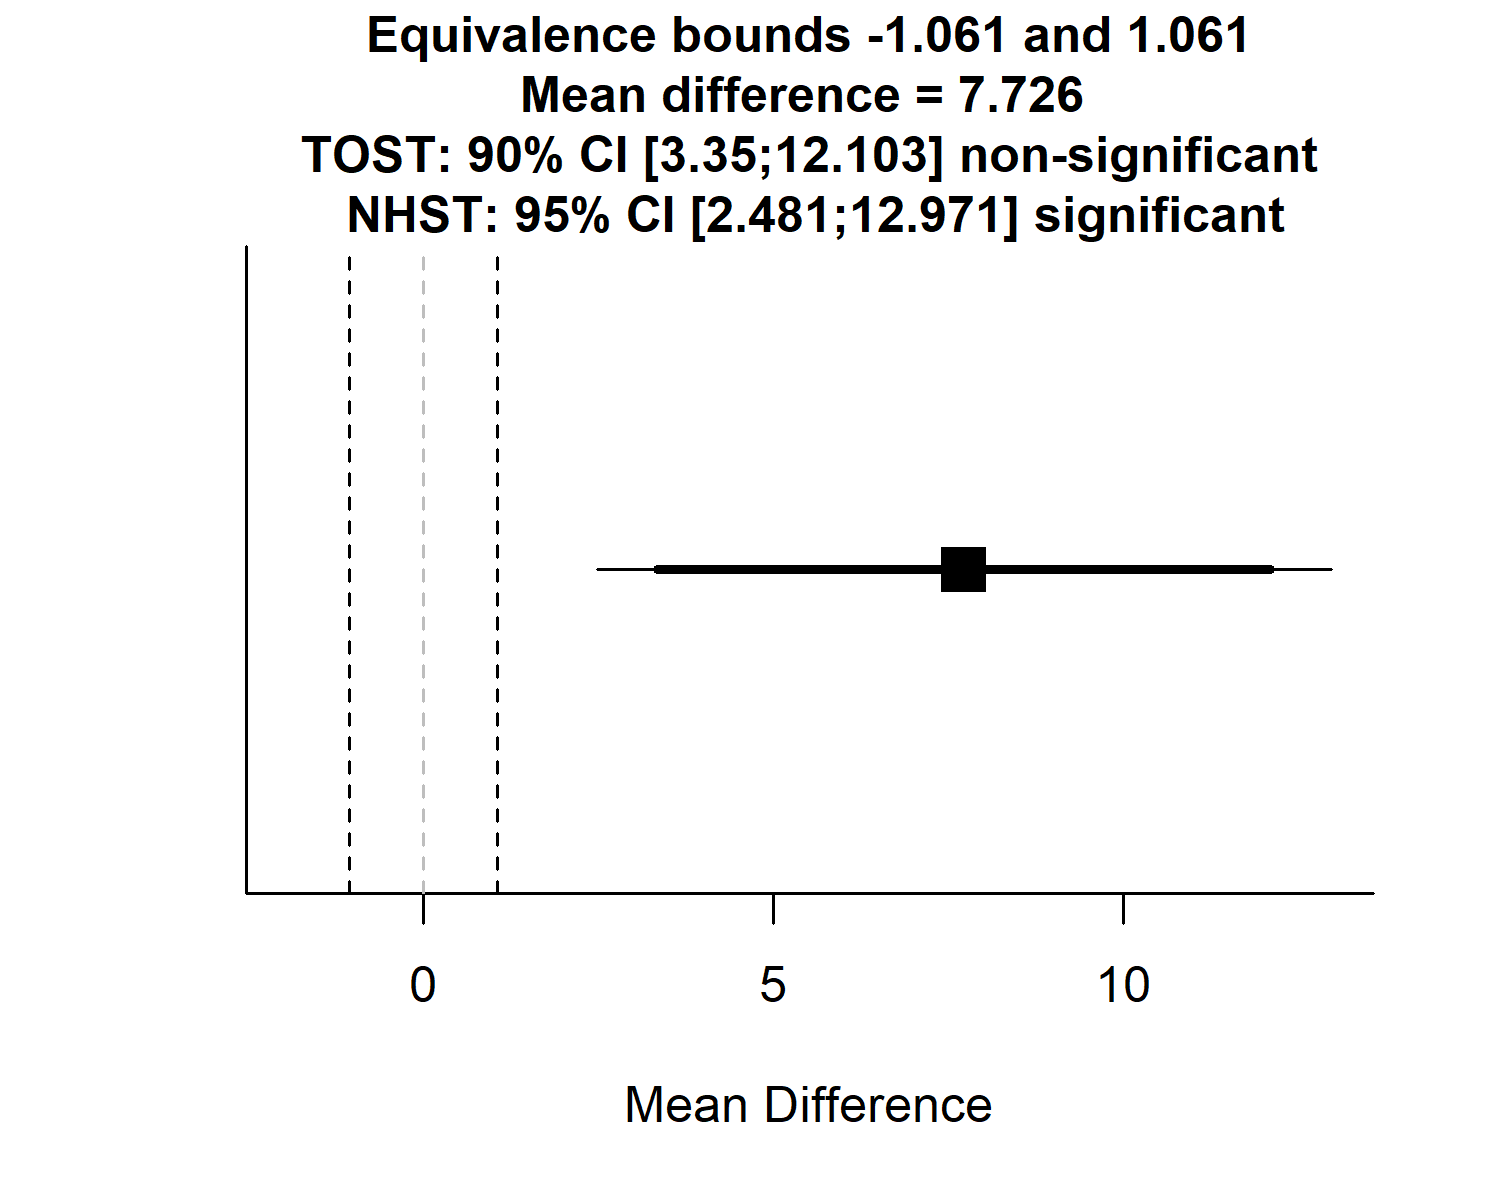 Equivalence bounds -1.061 and 1.061
Mean difference = 7.726
TOST: 90% CI [3.35;12.103] non-significant
NHST: 95% CI [2.481;12.971] significant
0 5 10
Mean Difference